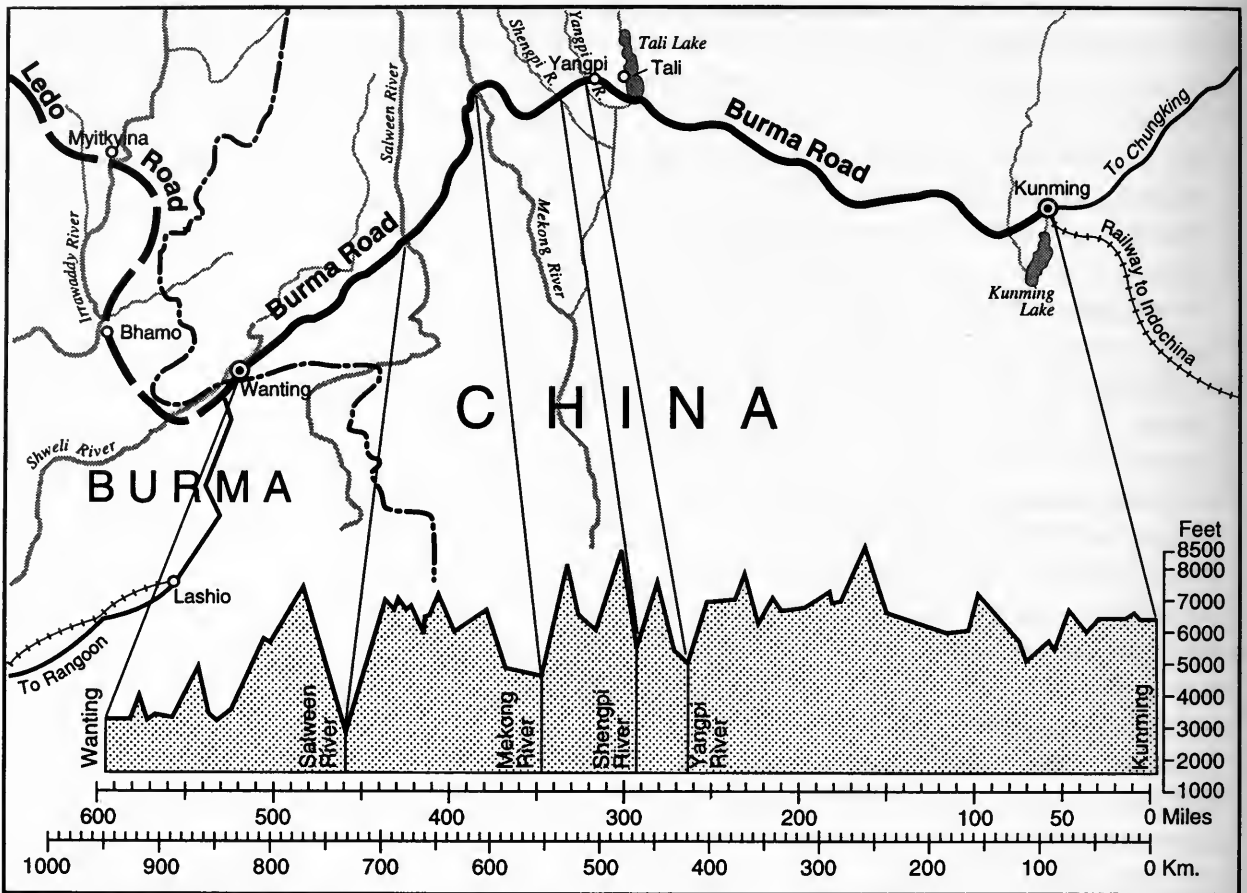 Ledo
Road
Myitkyina
Irrawaddy River
Bhamo
Shweli River
BURMA
Lashio
To Rangoon
Wanting
Burma Road
Salween River
Mekong River
Shengpi R.
Yangpi R.
Yangpi
Tali Lake
Tali
Burma Road
CHINA
Kunming
Kunming Lake
To Chungking
Railway to Indochina
Feet
8500
8000
7000
6000
5000
4000
3000
2000
1000
Wanting
Salween River
Mekong River
Shengpi River
Yangpi River
Kunming
600 500 400 300 200 100 0 Miles
1000 900 800 700 600 500 400 300 200 100 0 Km.